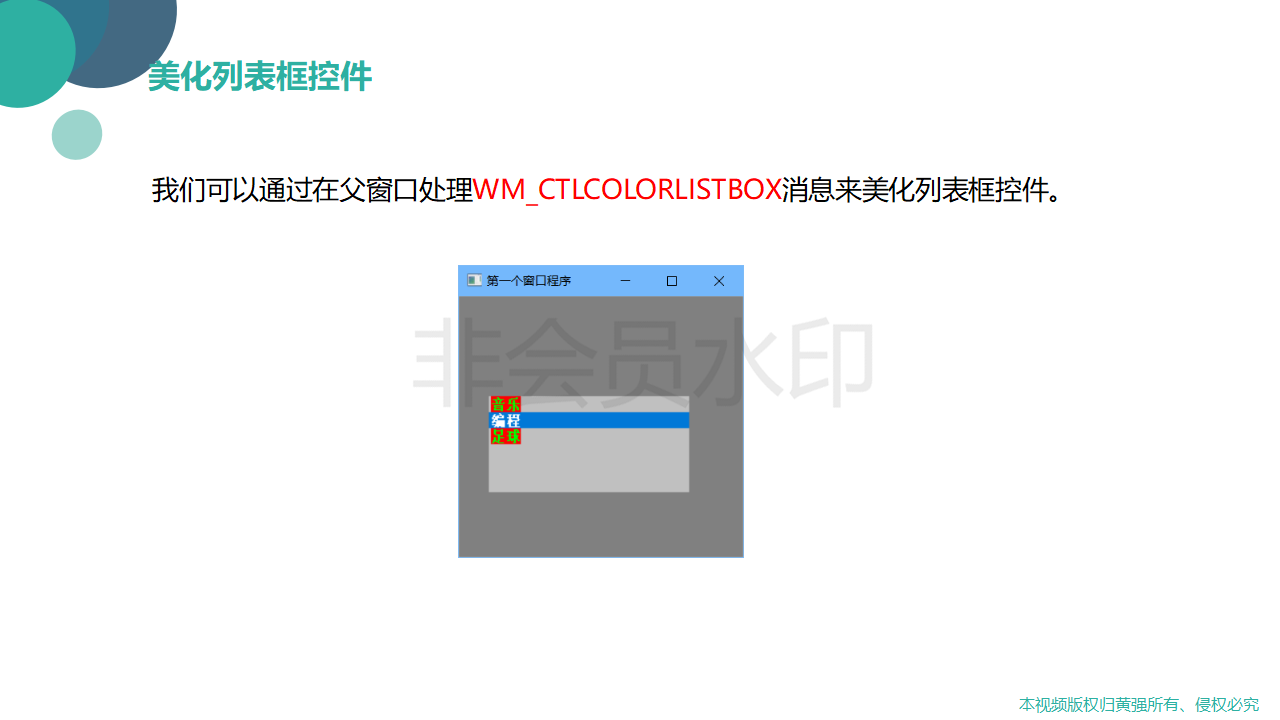 美化列表框控件
我们可以通过在父窗口处理WM_CTLCOLORLISTBOX消息来美化列表框控件。
第一个窗口程序
非会员水印
音乐
编程
足球
本视频版权归黄强所有、侵权必究